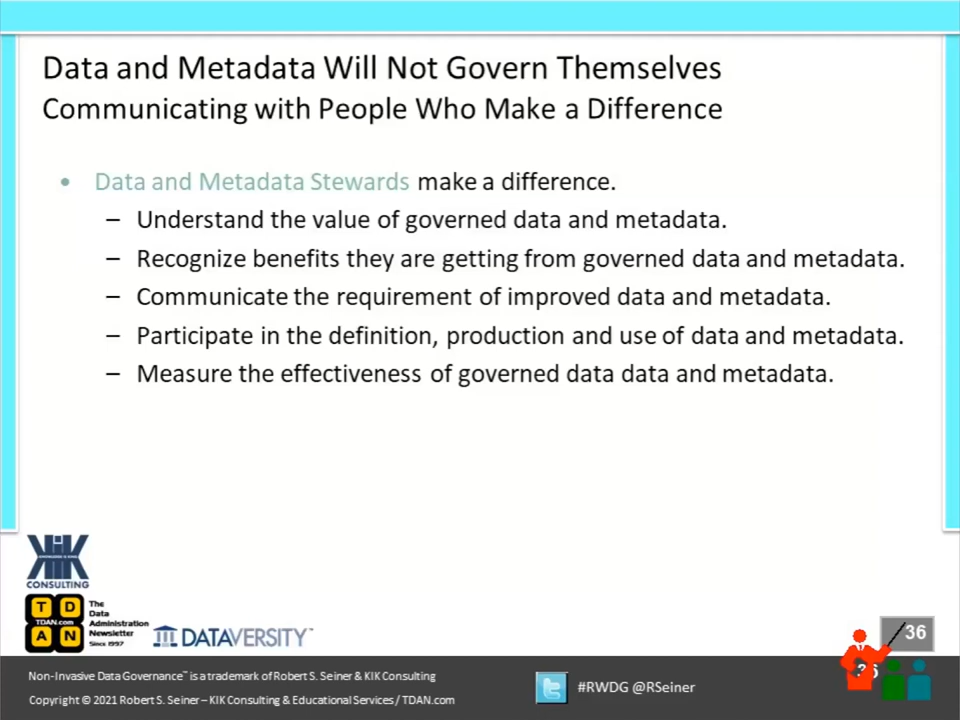 Data and Metadata Will Not Govern Themselves
Communicating with People Who Make a Difference
• Data and Metadata Stewards make a difference.
– Understand the value of governed data and metadata.
– Recognize benefits they are getting from governed data and metadata.
– Communicate the requirement of improved data and metadata.
– Participate in the definition, production and use of data and metadata.
– Measure the effectiveness of governed data data and metadata.
KIK
CONSULTING
T D
TDAN.com
A N
The
Data
Administration
Newsletter
Since 1997
DATAVERSITY™
36
36
Non-Invasive Data Governance™ is a trademark of Robert S. Seiner & KIK Consulting
Copyright © 2021 Robert S. Seiner – KIK Consulting & Educational Services / TDAN.com
#RWDG @RSeiner